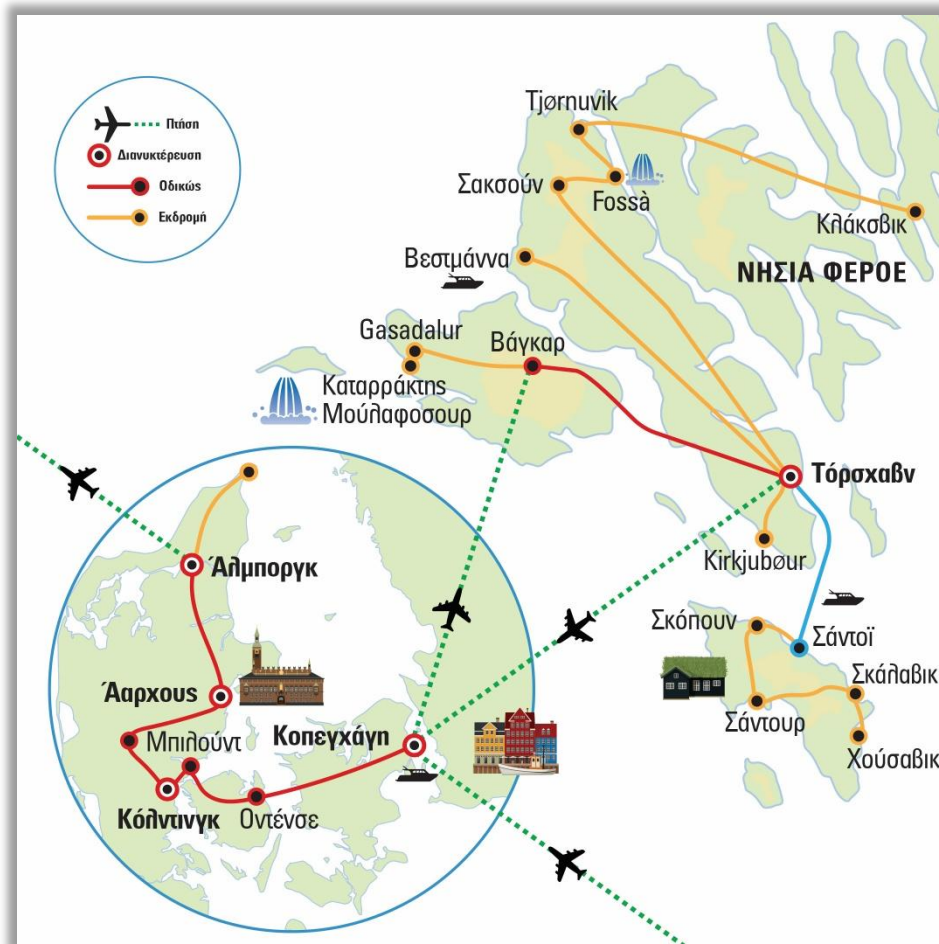 Πτήση
Διανυκτέρευση
Οδικώς
Εκδρομή
Tjørnuvik
Σακσούν
Fossà
Κλάκσβικ
Βεστμάννα
ΝΗΣΙΑ ΦΕΡΟΕ
Gasadalur
Βάγκαρ
Καταρράκτης
Μούλαφοσουρ
Τόρσχαβν
Άλμποργκ
Kirkjubøur
Σκόπουν
Σάντοϊ
Σκάλαβικ
Άαρχους
Σάντουρ
Μπιλούντ
Κοπεγχάγη
Χούσαβικ
Κόλντινγκ
Οντένσε